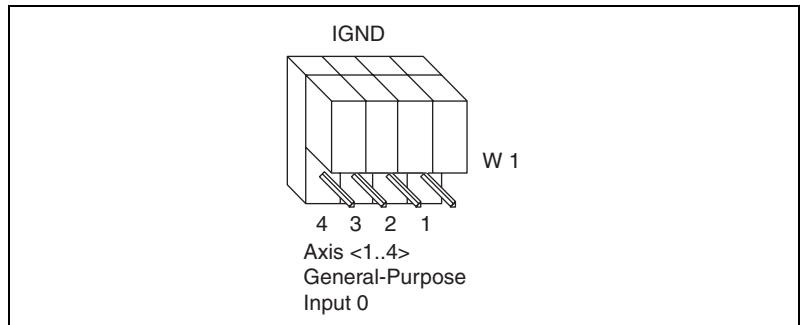 IGND
W 1
4 3 2 1
Axis <1..4>
General-Purpose
Input 0